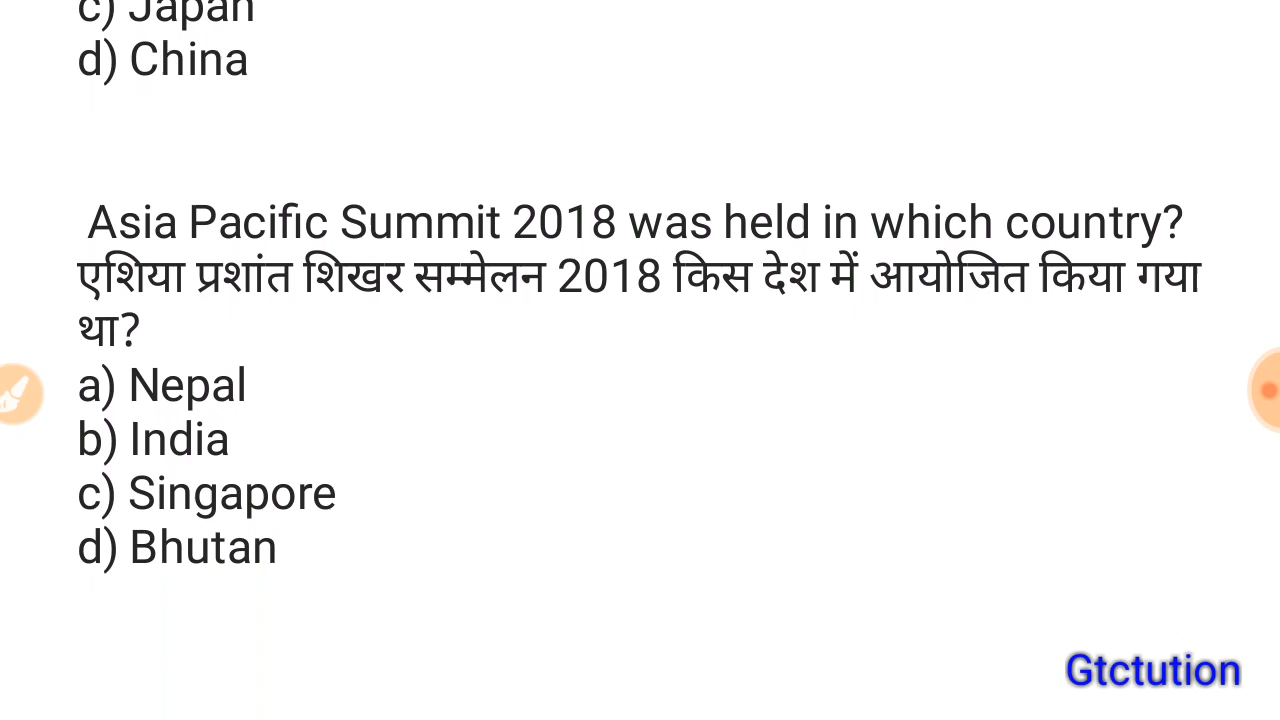 c) Japan
d) China
Asia Pacific Summit 2018 was held in which country?
एशिया प्रशांत शिखर सम्मेलन 2018 किस देश में आयोजित किया गया
था?
a) Nepal
b) India
c) Singapore
d) Bhutan
Gtctution